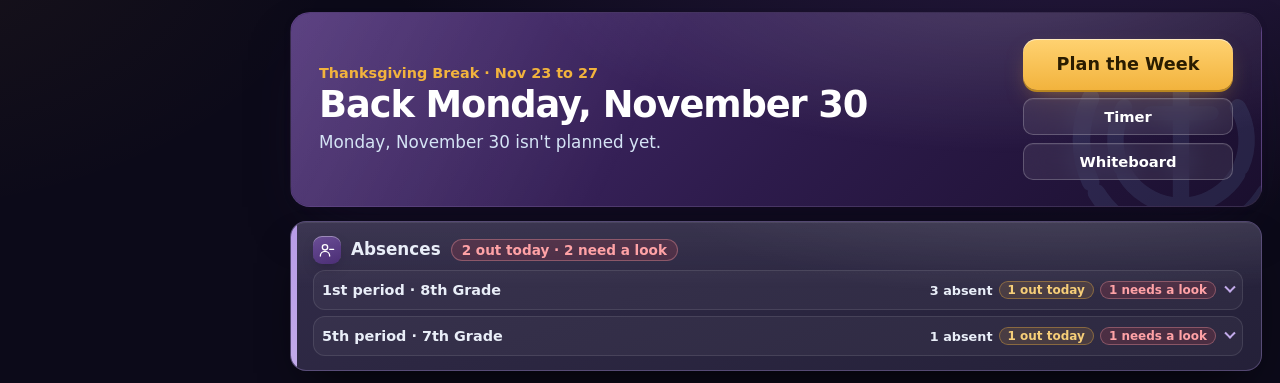 Thanksgiving Break · Nov 23 to 27
Back Monday, November 30
Monday, November 30 isn't planned yet.
Plan the Week
Timer
Whiteboard
Absences 2 out today · 2 need a look
1st period · 8th Grade 3 absent 1 out today 1 needs a look
5th period · 7th Grade 1 absent 1 out today 1 needs a look